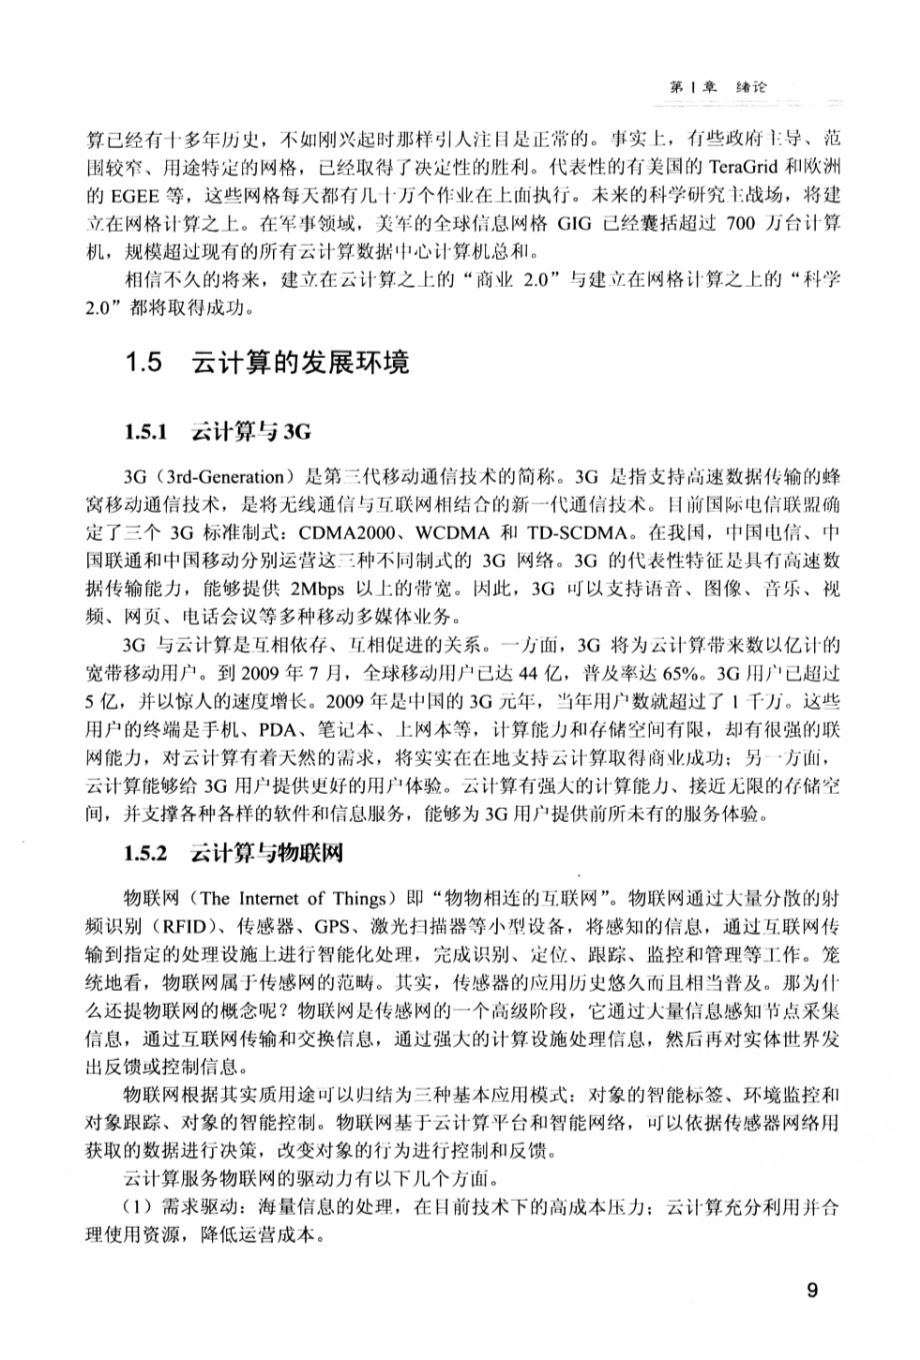 第1章 绪论
算已经有十多年历史，不如刚兴起时那样引人注目是正常的。事实上，有些政府主导、范
围较窄、用途特定的网格，已经取得了决定性的胜利。代表性的有美国的 TeraGrid 和欧洲
的 EGEE 等，这些网格每天都有几十万个作业在上面执行。未来的科学研究主战场，将建
立在网格计算之上。在军事领域，美军的全球信息网格 GIG 已经囊括超过 700 万台计算
机，规模超过现有的所有云计算数据中心计算机总和。
相信不久的将来，建立在云计算之上的“商业 2.0”与建立在网格计算之上的“科学
2.0”都将取得成功。
1.5 云计算的发展环境
1.5.1 云计算与 3G
3G（3rd-Generation）是第三代移动通信技术的简称。3G 是指支持高速数据传输的蜂
窝移动通信技术，是将无线通信与互联网相结合的新一代通信技术。目前国际电信联盟确
定了三个 3G 标准制式：CDMA2000、WCDMA 和 TD-SCDMA。在我国，中国电信、中
国联通和中国移动分别运营这三种不同制式的 3G 网络。3G 的代表性特征是具有高速数
据传输能力，能够提供 2Mbps 以上的带宽。因此，3G 可以支持语音、图像、音乐、视
频、网页、电话会议等多种移动多媒体业务。
3G 与云计算是互相依存、互相促进的关系。一方面，3G 将为云计算带来数以亿计的
宽带移动用户。到 2009 年 7 月，全球移动用户已达 44 亿，普及率达 65%。3G 用户已超过
5 亿，并以惊人的速度增长。2009 年是中国的 3G 元年，当年用户数就超过了 1 千万。这些
用户的终端是手机、PDA、笔记本、上网本等，计算能力和存储空间有限，却有很强的联
网能力，对云计算有着天然的需求，将实实在在地支持云计算取得商业成功；另一方面，
云计算能够给 3G 用户提供更好的用户体验。云计算有强大的计算能力、接近无限的存储空
间，并支撑各种各样的软件和信息服务，能够为 3G 用户提供前所未有的服务体验。
1.5.2 云计算与物联网
物联网（The Internet of Things）即“物物相连的互联网”。物联网通过大量分散的射
频识别（RFID）、传感器、GPS、激光扫描器等小型设备，将感知的信息，通过互联网传
输到指定的处理设施上进行智能化处理，完成识别、定位、跟踪、监控和管理等工作。笼
统地看，物联网属于传感网的范畴。其实，传感器的应用历史悠久而且相当普及。那为什
么还提物联网的概念呢？物联网是传感网的一个高级阶段，它通过大量信息感知节点采集
信息，通过互联网传输和交换信息，通过强大的计算设施处理信息，然后再对实体世界发
出反馈或控制信息。
物联网根据其实质用途可以归结为三种基本应用模式：对象的智能标签、环境监控和
对象跟踪、对象的智能控制。物联网基于云计算平台和智能网络，可以依据传感器网络用
获取的数据进行决策，改变对象的行为进行控制和反馈。
云计算服务物联网的驱动力有以下几个方面。
（1）需求驱动：海量信息的处理，在目前技术下的高成本压力；云计算充分利用并合
理使用资源，降低运营成本。
9